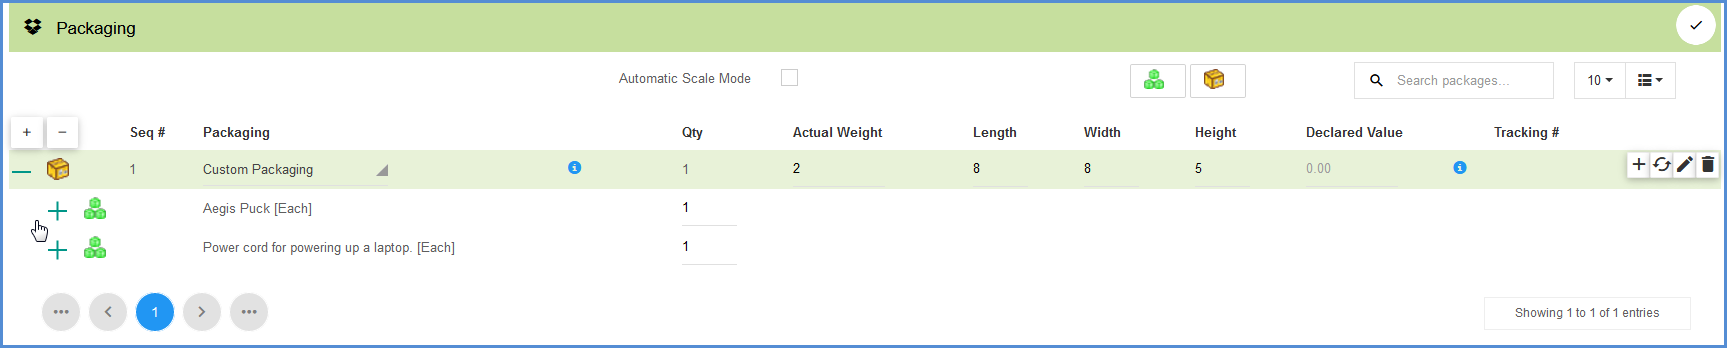 Packaging
Automatic Scale Mode
Search packages...
10
Seq # Packaging Qty Actual Weight Length Width Height Declared Value Tracking #
1 Custom Packaging 1 2 8 8 5 0.00
Aegis Puck [Each] 1
Power cord for powering up a laptop. [Each] 1
1
Showing 1 to 1 of 1 entries